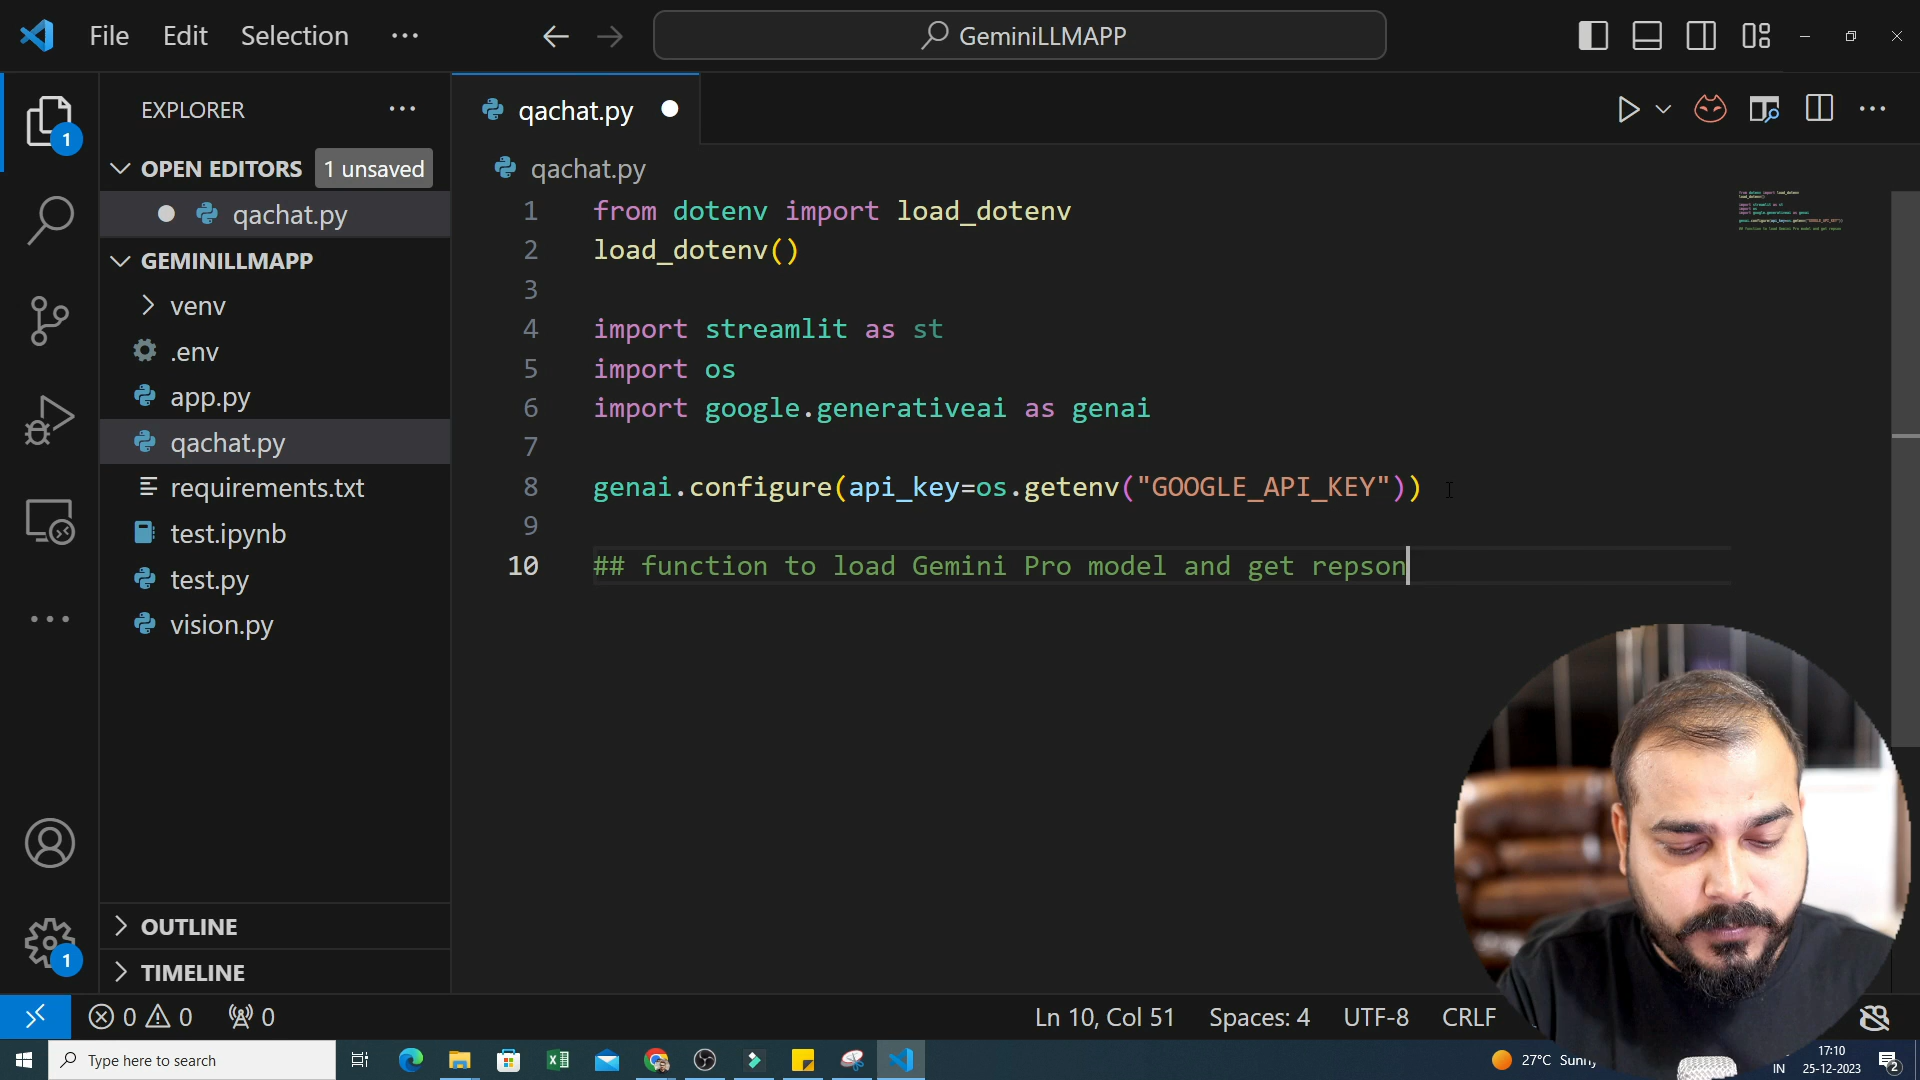 File Edit Selection ···
GeminiLLMAPP
EXPLORER ···
OPEN EDITORS 1 unsaved
qachat.py
GEMINILLMAPP
venv
.env
app.py
qachat.py
requirements.txt
test.ipynb
test.py
vision.py
OUTLINE
TIMELINE
1
1
qachat.py
qachat.py
1 from dotenv import load_dotenv
2 load_dotenv()
3
4 import streamlit as st
5 import os
6 import google.generativeai as genai
7
8 genai.configure(api_key=os.getenv("GOOGLE_API_KEY"))
9
10 ## function to load Gemini Pro model and get repson
0 0 0
Ln 10, Col 51 Spaces: 4 UTF-8 CRLF
Type here to search
27°C
IN
17:10
25-12-2023
2